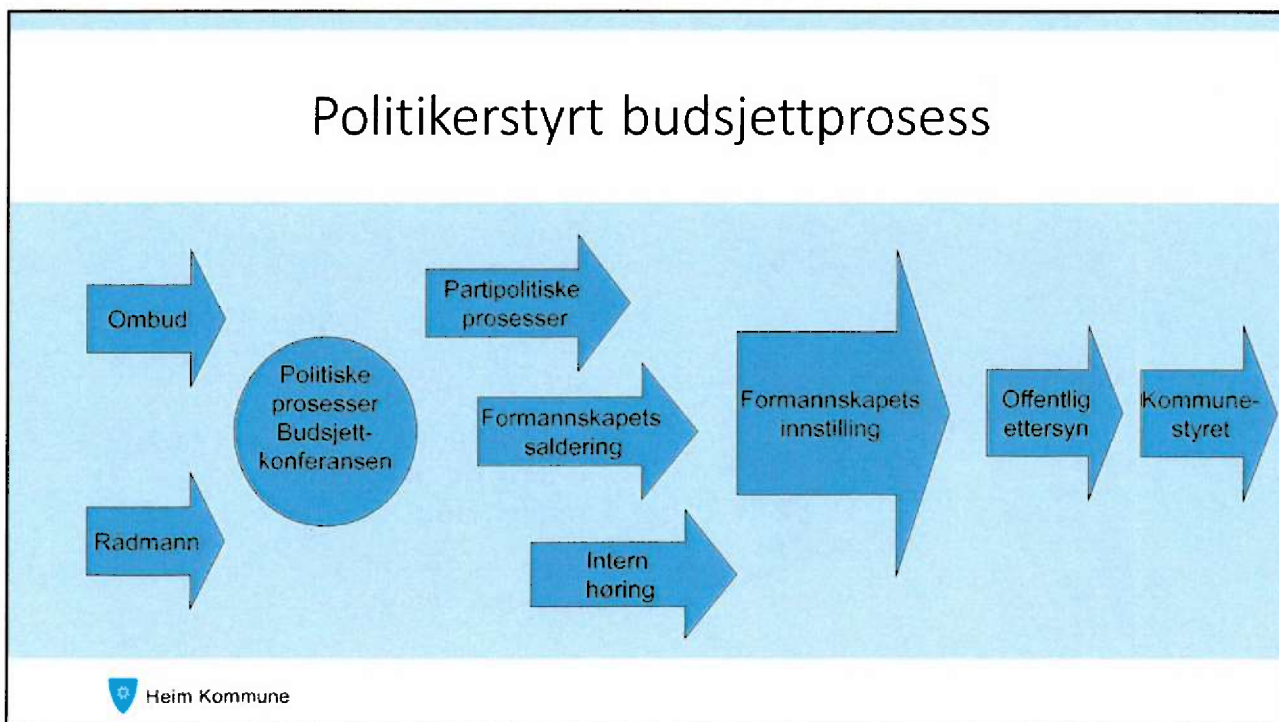 Politikerstyrt budsjettprosess
Ombud
Rådmann
Politiske
prosesser
Budsjett-
konferansen
Partipolitiske
prosesser
Formannskapets
saldering
Intern
høring
Formannskapets
innstilling
Offentlig
ettersyn
Kommune-
styret
Heim Kommune